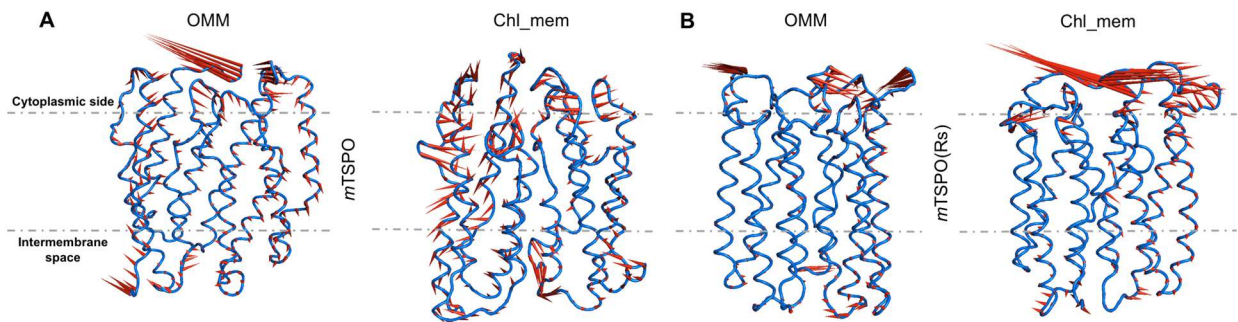 A
OMM
Chl_mem
Cytoplasmic side
Intermembrane
space
mTSPO
B
OMM
Chl_mem
mTSPO(Rs)